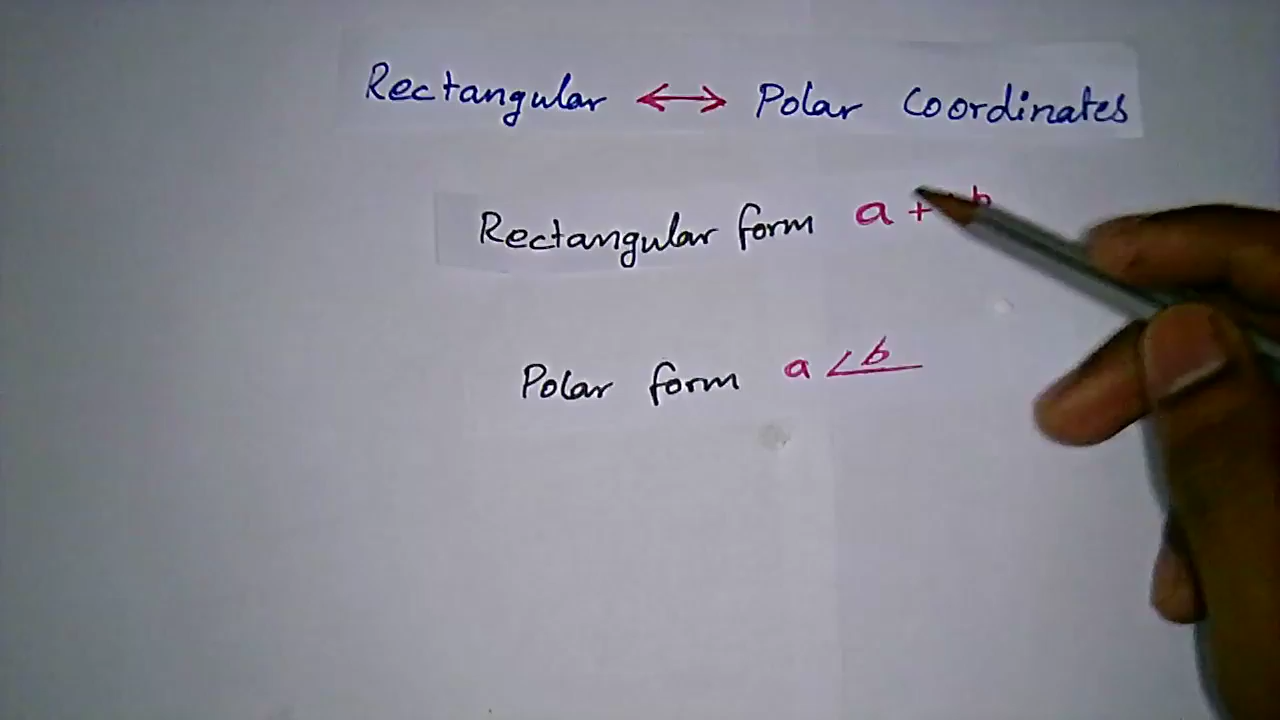 Rectangular ↔ Polar Coordinates
Rectangular form a + b
Polar form a ∠b